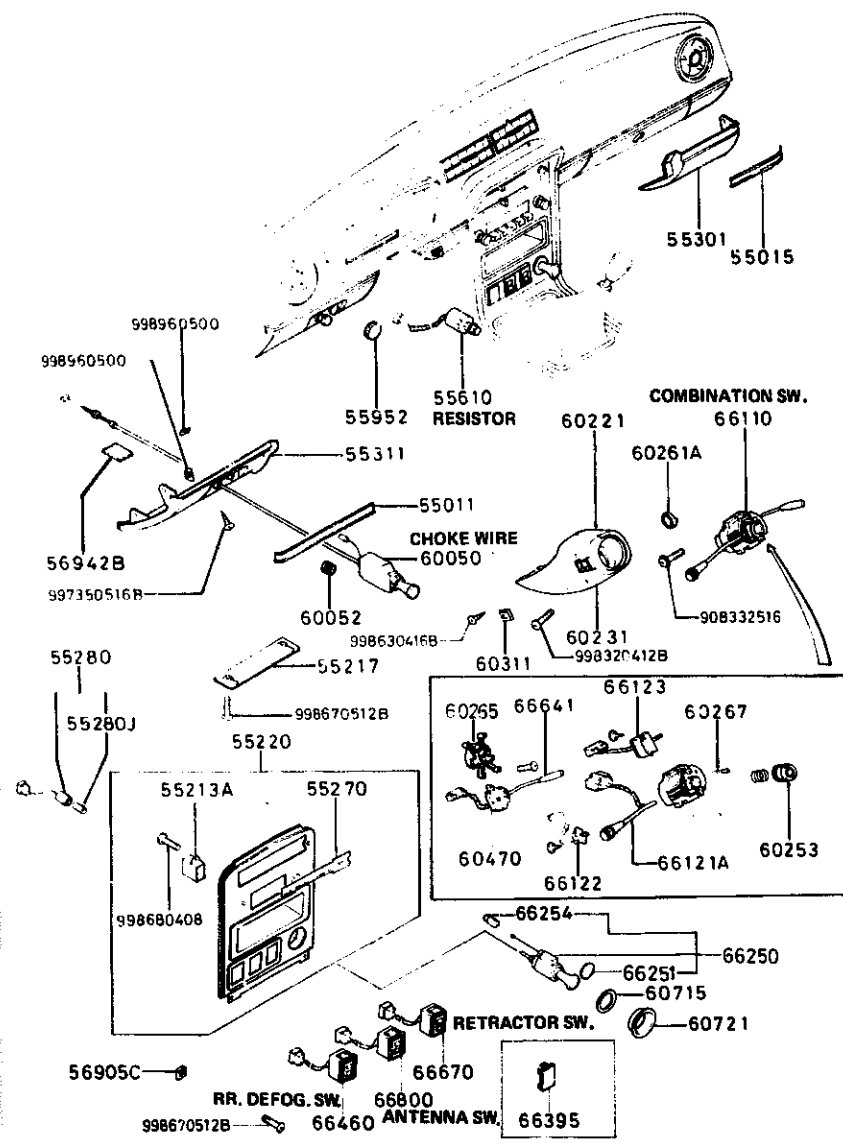 55301
55015
998960500
998960500
55952
55610
RESISTOR
COMBINATION SW.
60221
66110
60261A
55311
55011
CHOKE WIRE
60050
56942B
997350516B
60052
998630416B
60311
60231
998320412B
908332516
55280
55217
55280J
998670512B
55220
60265
66641
66123
60267
55213A
55270
60470
66122
66121A
60253
998680408
66254
66250
66251
60715
60721
RETRACTOR SW.
56905C
66670
RR. DEFOG. SW.
66800
ANTENNA SW.
998670512B
66460
66395